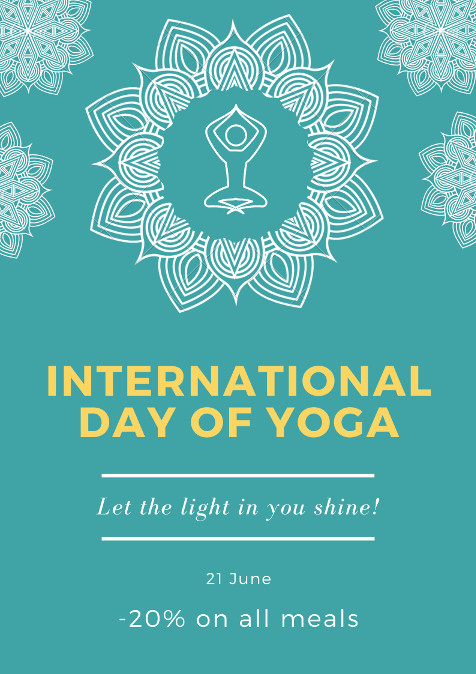 INTERNATIONAL
DAY OF YOGA
Let the light in you shine!
21 June
-20% on all meals